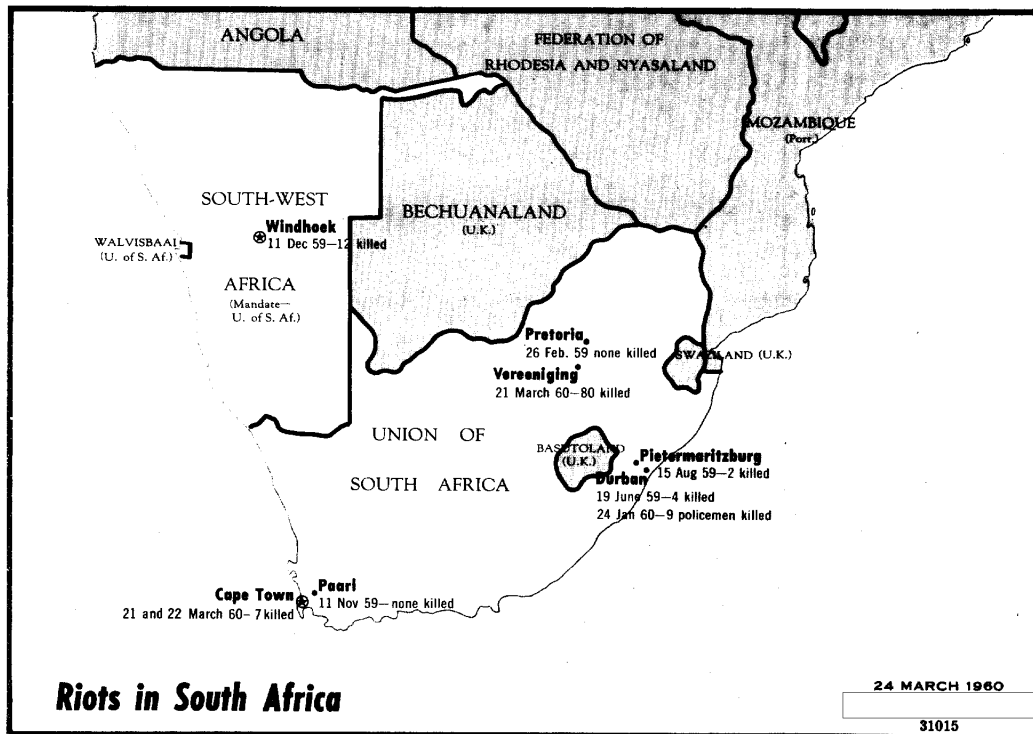 ANGOLA
FEDERATION OF
RHODESIA AND NYASALAND
MOZAMBIQUE
(Port.)
SOUTH-WEST
Windhoek
11 Dec 59—12 killed
WALVISBAAI
(U. of S. Af.)
AFRICA
(Mandate—
U. of S. Af.)
BECHUANALAND
(U.K.)
Pretoria
26 Feb. 59 none killed
SWAZILAND (U.K.)
Vereeniging
21 March 60—80 killed
UNION OF
SOUTH AFRICA
BASUTOLAND
(U.K.)
Pietermaritzburg
15 Aug 59—2 killed
Durban
19 June 59—4 killed
24 Jan 60—9 policemen killed
Paarl
11 Nov 59—none killed
Cape Town
21 and 22 March 60-7 killed
Riots in South Africa
24 MARCH 1960
31015